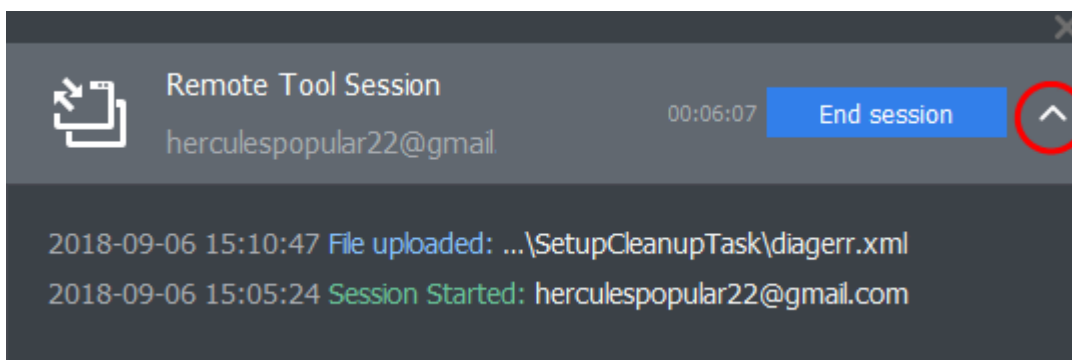 Remote Tool Session
herculespopular22@gmail
00:06:07 End session
2018-09-06 15:10:47 File uploaded: ...\SetupCleanupTask\diagerr.xml
2018-09-06 15:05:24 Session Started: herculespopular22@gmail.com